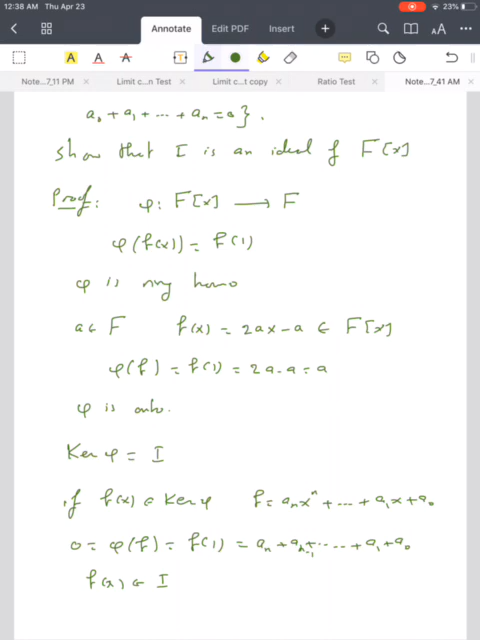 12:38 AM Thu Apr 23
23%
Annotate Edit PDF Insert
A A A T AA
Note...7_11 PM Limit c...n Test Limit c...t copy Ratio Test Note...7_41 AM
a₀ + a₁ + ... + aₙ = 0}.
show that I is an ideal of F[x]
Proof: φ: F[x] → F
φ(f(x)) = f(1)
φ is ring homo
a ∈ F f(x) = 2ax - a ∈ F[x]
φ(f) = f(1) = 2a - a = a
φ is onto.
Ker φ = I
if f(x) ∈ Ker φ f = aₙxⁿ + ... + a₁x + a₀
0 = φ(f) = f(1) = aₙ + aₙ₋₁ + ... + a₁ + a₀
f(x) ∈ I